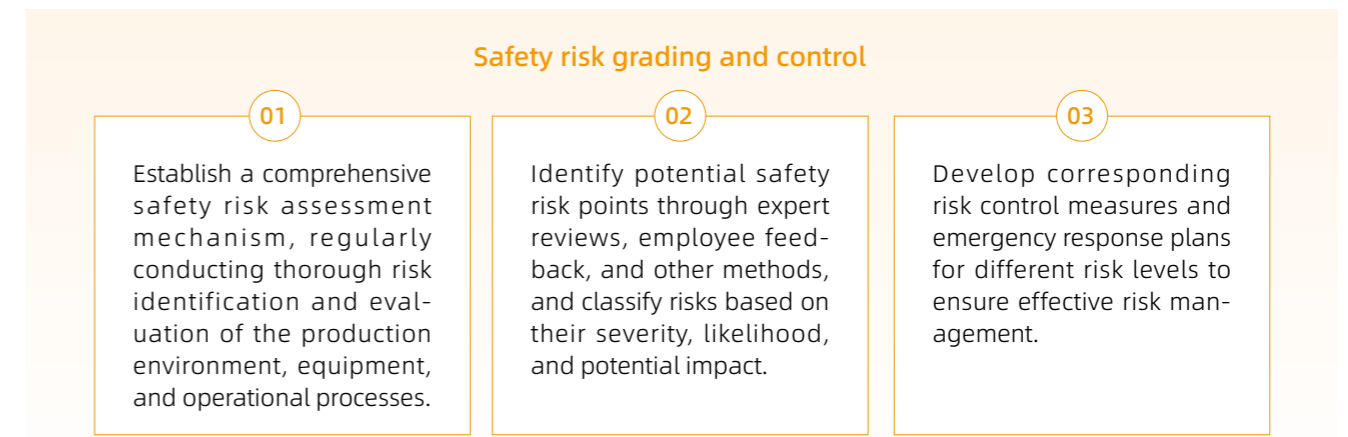 Safety risk grading and control
01
Establish a comprehensive
safety risk assessment
mechanism, regularly
conducting thorough risk
identification and eval-
uation of the production
environment, equipment,
and operational processes.
02
Identify potential safety
risk points through expert
reviews, employee feed-
back, and other methods,
and classify risks based on
their severity, likelihood,
and potential impact.
03
Develop corresponding
risk control measures and
emergency response plans
for different risk levels to
ensure effective risk man-
agement.